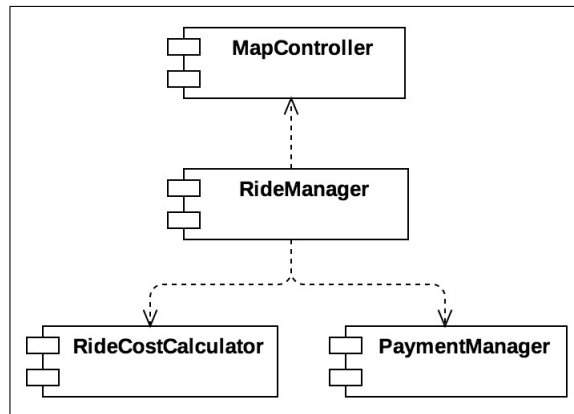 MapController
RideManager
RideCostCalculator
PaymentManager